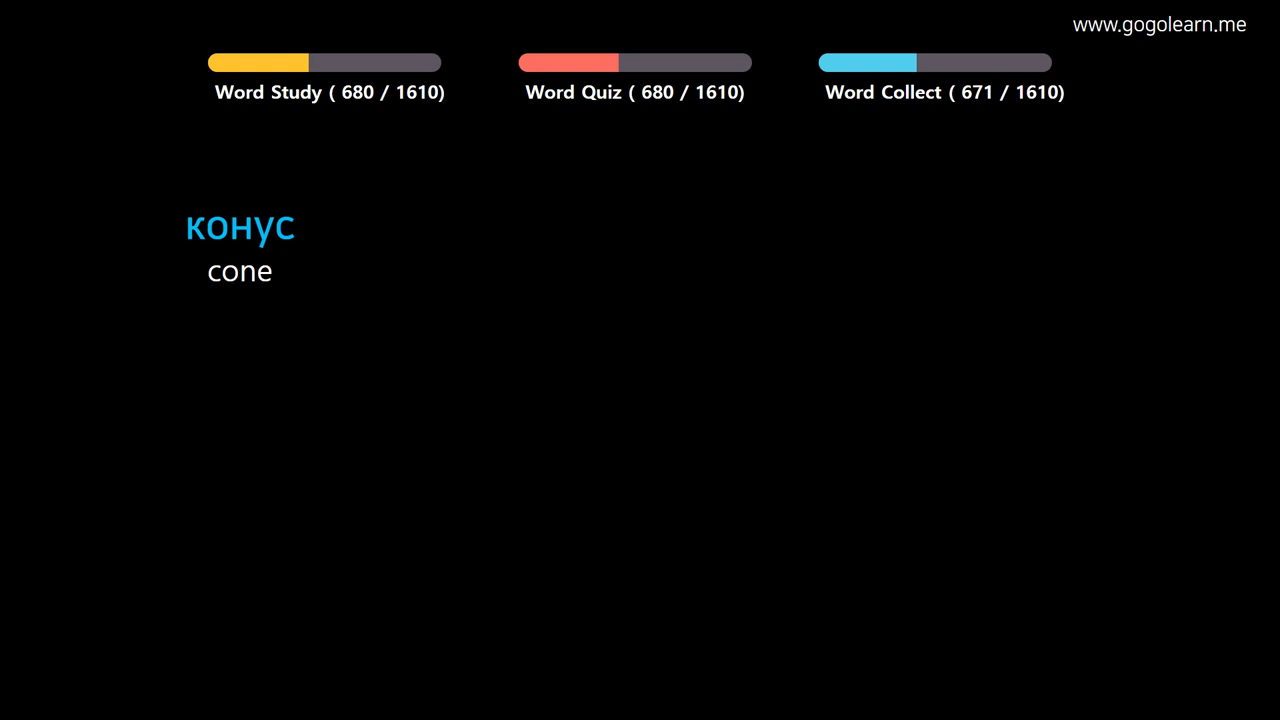 www.gogolearn.me
Word Study ( 680 / 1610)
Word Quiz ( 680 / 1610)
Word Collect ( 671 / 1610)
конус
cone